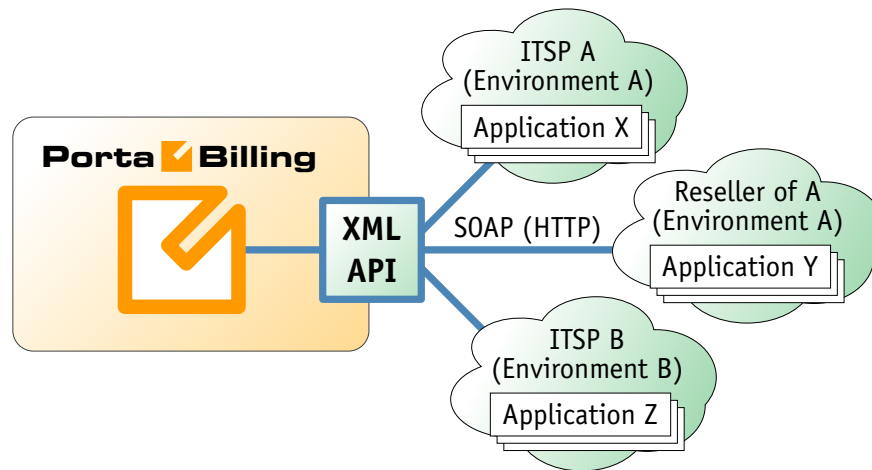 ITSP A
(Environment A)
Application X
Porta Billing
XML
API
SOAP (HTTP)
Reseller of A
(Environment A)
Application Y
ITSP B
(Environment B)
Application Z